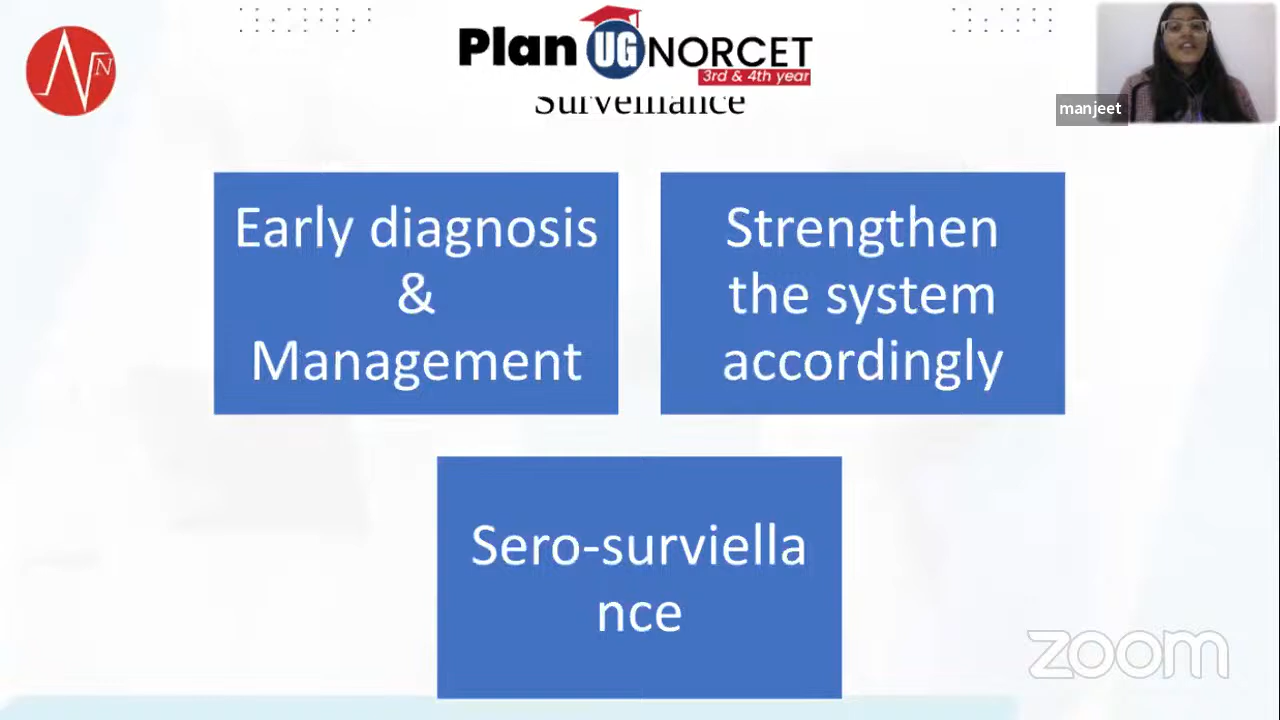 N N
Plan UG NORCET
3rd & 4th year
Surveillance
manjeet
Early diagnosis
&
Management
Strengthen
the system
accordingly
Sero-surviella
nce
zoom